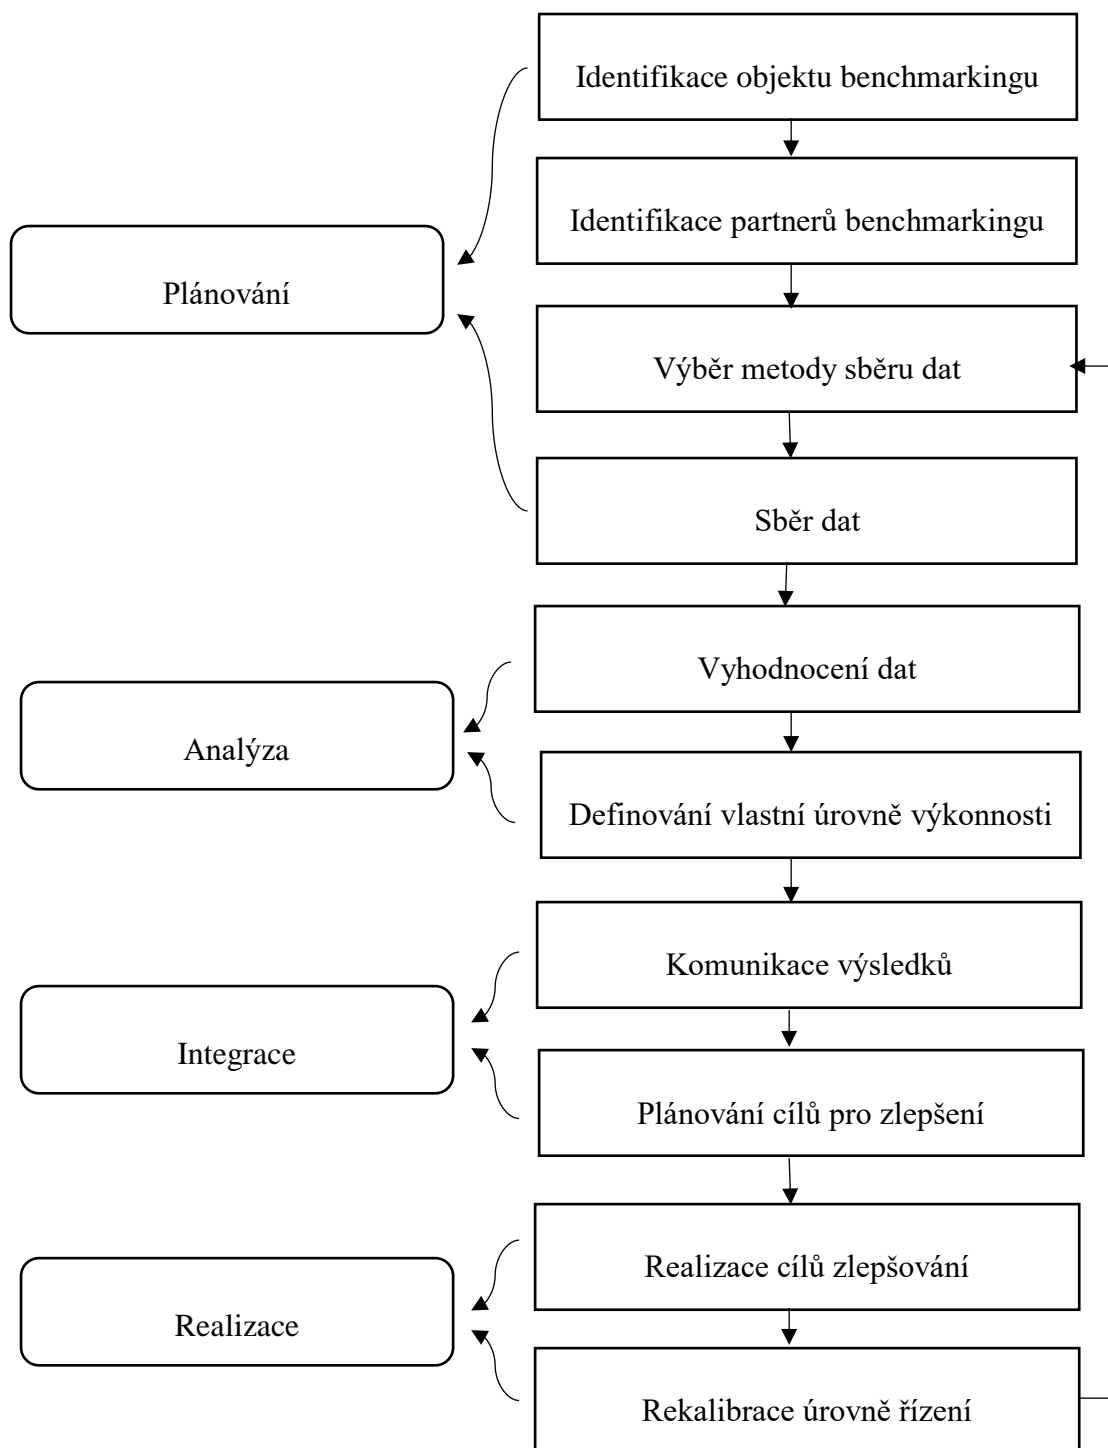 Identifikace objektu benchmarkingu
Identifikace partnerů benchmarkingu
Plánování
Výběr metody sběru dat
Sběr dat
Vyhodnocení dat
Analýza
Definování vlastní úrovně výkonnosti
Komunikace výsledků
Integrace
Plánování cílů pro zlepšení
Realizace cílů zlepšování
Realizace
Rekalibrace úrovně řízení